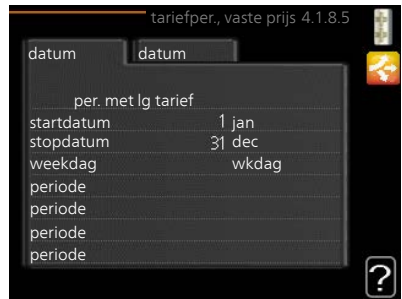 tariefper., vaste prijs 4.1.8.5
datum datum
per. met lg tarief
startdatum 1 jan
stopdatum 31 dec
weekdag wkdag
periode
periode
periode
periode
?